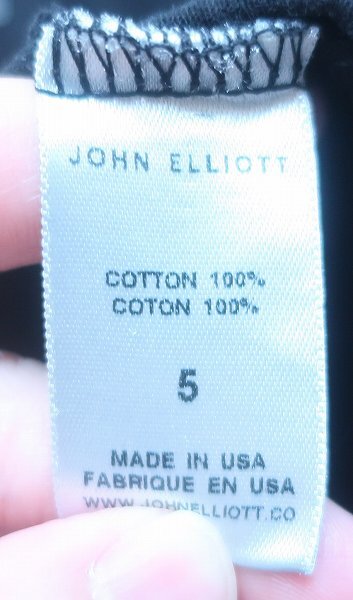 JOHN ELLIOTT
COTTON 100%
COTON 100%
5
MADE IN USA
FABRIQUE EN USA
WWW.JOHNELLIOTT.CO